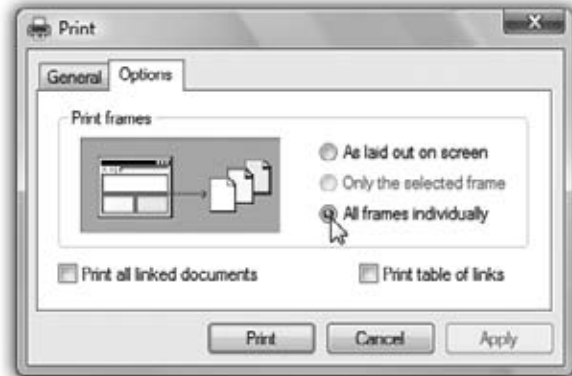 Print
General
Options
Print frames
As laid out on screen
Only the selected frame
All frames individually
Print all linked documents
Print table of links
Print
Cancel
Apply